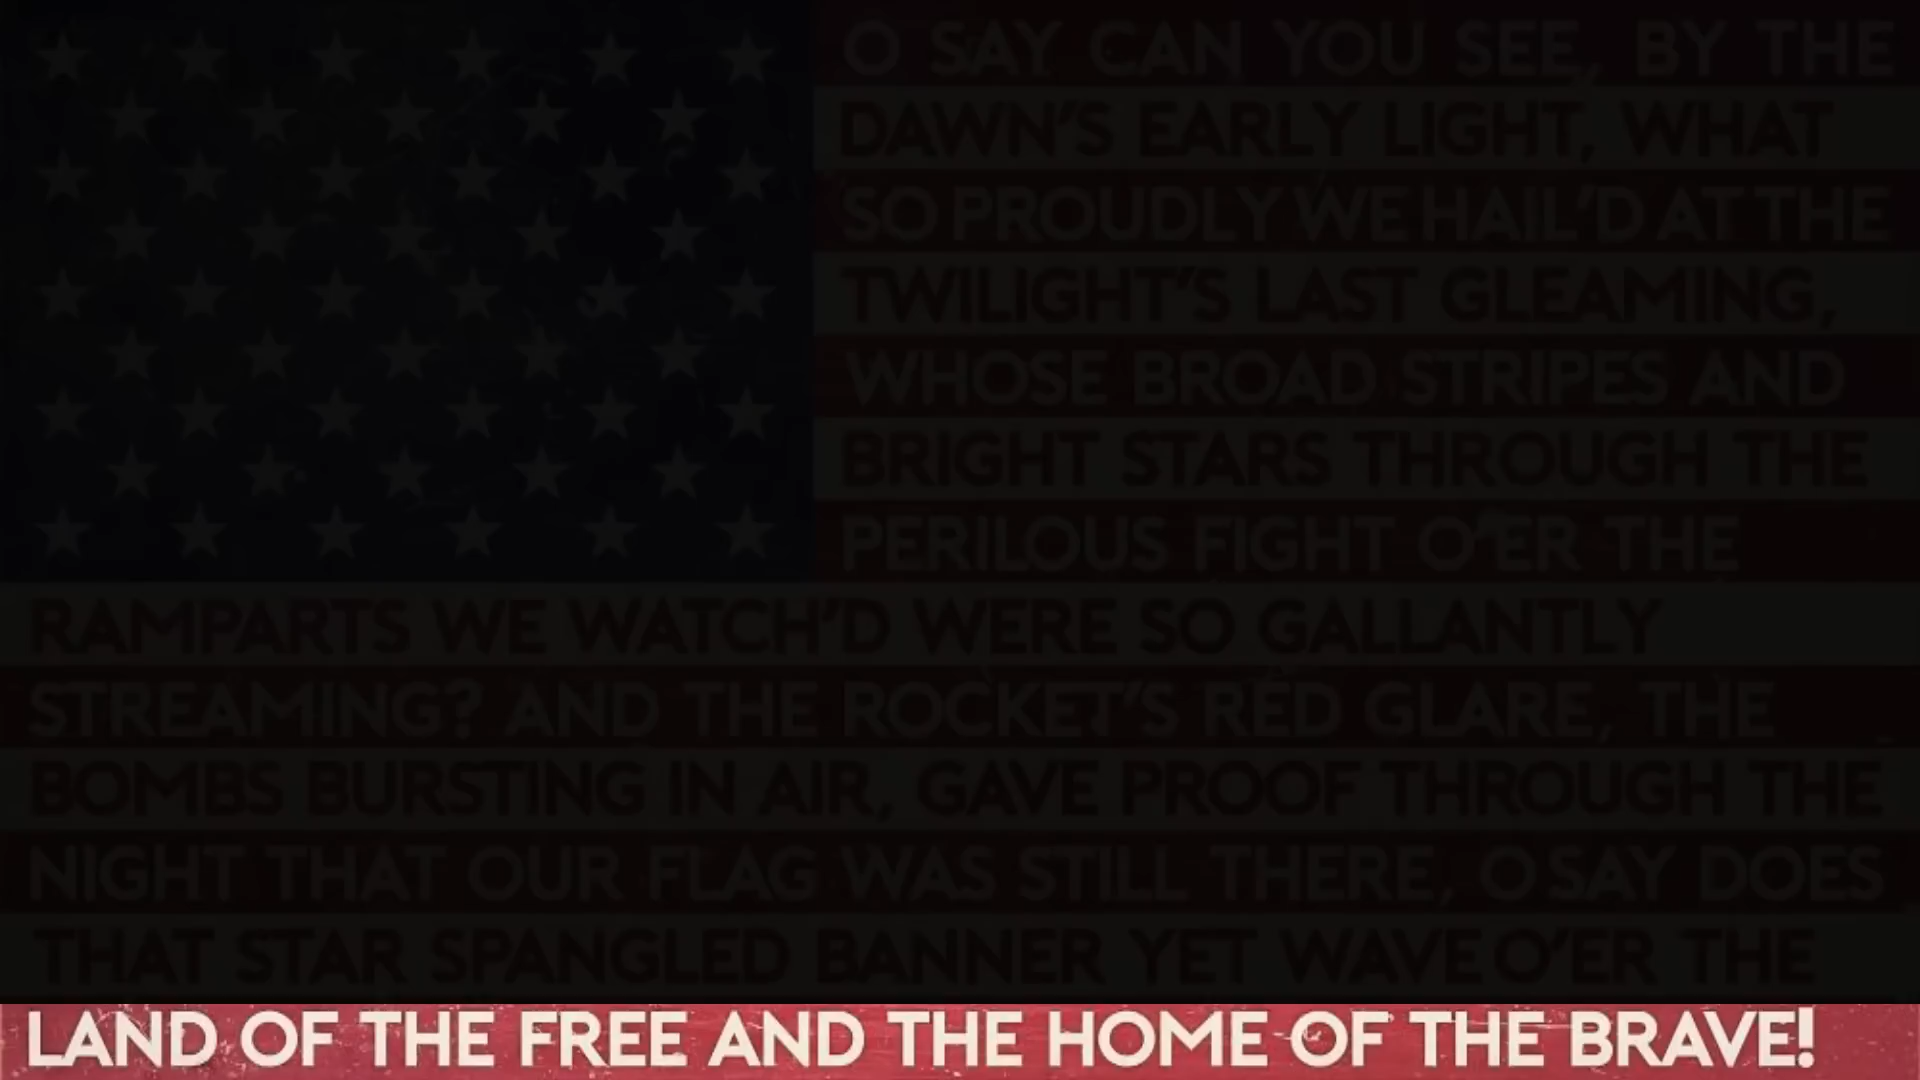 O SAY CAN YOU SEE, BY THE
DAWN'S EARLY LIGHT, WHAT
SO PROUDLY WE HAIL'D AT THE
TWILIGHT'S LAST GLEAMING,
WHOSE BROAD STRIPES AND
BRIGHT STARS THROUGH THE
PERILOUS FIGHT O'ER THE
RAMPARTS WE WATCH'D WERE SO GALLANTLY
STREAMING? AND THE ROCKET'S RED GLARE, THE
BOMBS BURSTING IN AIR, GAVE PROOF THROUGH THE
NIGHT THAT OUR FLAG WAS STILL THERE, O SAY DOES
THAT STAR SPANGLED BANNER YET WAVE O'ER THE
LAND OF THE FREE AND THE HOME OF THE BRAVE!